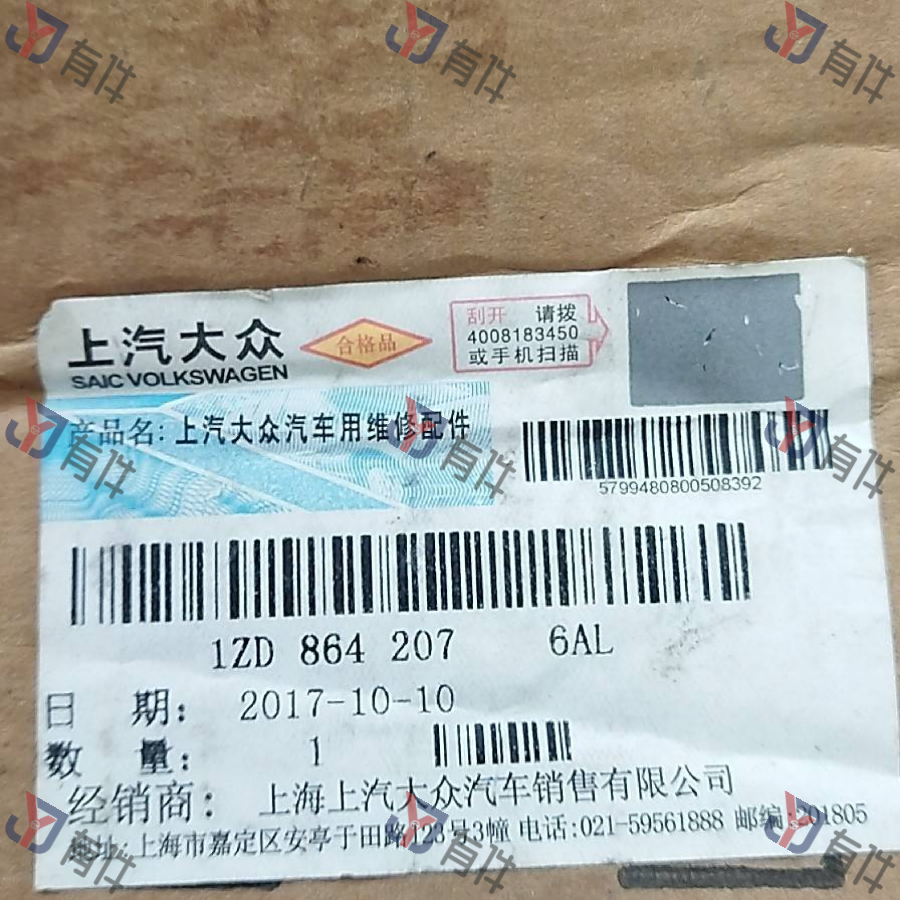 上汽大众
SAIC VOLKSWAGEN
合格品
刮开 请拨
4008183450
或手机扫描
产品名: 上汽大众汽车用维修配件
5799480800508392
1ZD 864 207 6AL
日 期: 2017-10-10
数 量: 1
经销商: 上海上汽大众汽车销售有限公司
地址:上海市嘉定区安亭于田路123号3幢 电话:021-59561888 邮编:201805
有件
有件
有件
有件
有件
有件
有件
有件
有件